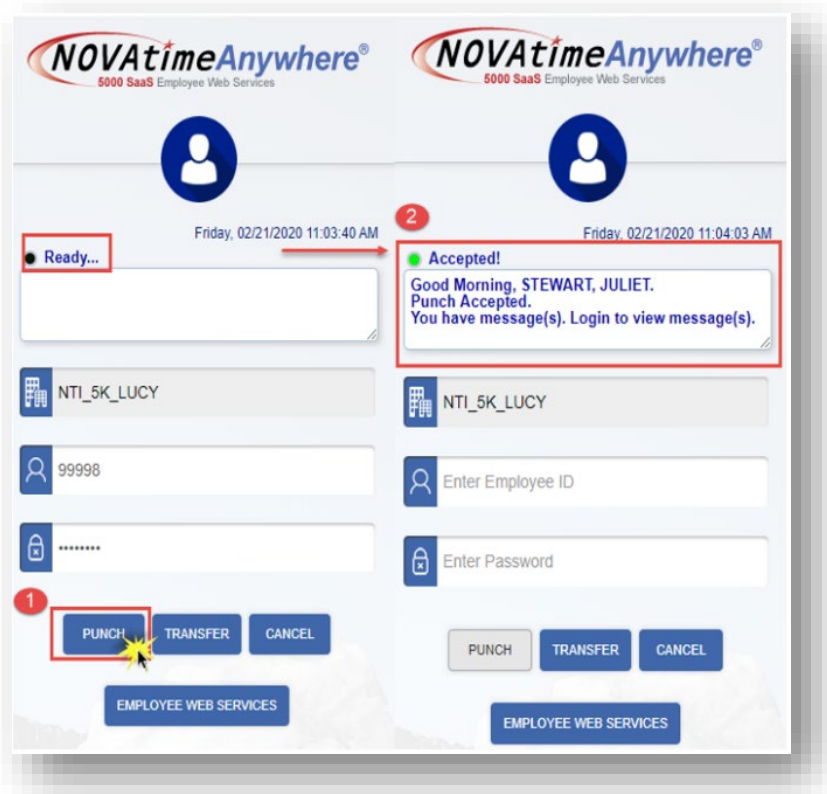 NOVAtimeAnywhere®
5000 SaaS Employee Web Services
Friday, 02/21/2020 11:03:40 AM
Ready...
NTI_5K_LUCY
99998
••••••••
1
PUNCH TRANSFER CANCEL
EMPLOYEE WEB SERVICES
NOVAtimeAnywhere®
5000 SaaS Employee Web Services
2
Friday, 02/21/2020 11:04:03 AM
Accepted!
Good Morning, STEWART, JULIET.
Punch Accepted.
You have message(s). Login to view message(s).
NTI_5K_LUCY
Enter Employee ID
Enter Password
PUNCH TRANSFER CANCEL
EMPLOYEE WEB SERVICES